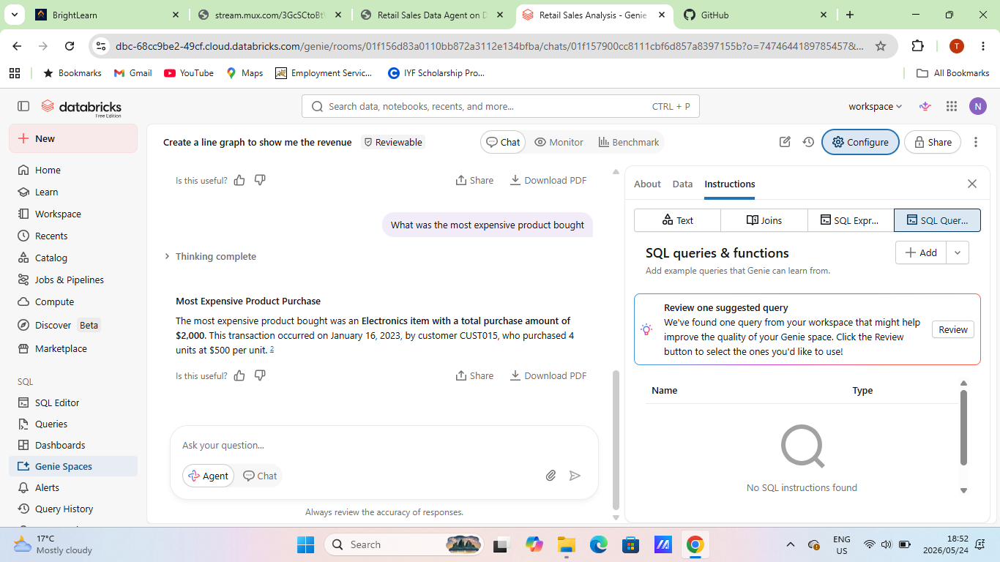 BrightLearn
stream.mux.com/3GcSCtoBt
Retail Sales Data Agent on D
Retail Sales Analysis - Genie
GitHub
dbc-68cc9be2-49cf.cloud.databricks.com/genie/rooms/01f156d83a0110bb872a3112e134bfba/chats/01f157900cc8111cbf6d857a8397155b?o=7474644189785457&...
T
Bookmarks
Gmail
YouTube
Maps
Employment Servic...
IYF Scholarship Pro...
All Bookmarks
databricks
Free Edition
Search data, notebooks, recents, and more...
CTRL + P
workspace
N
New
Home
Learn
Workspace
Recents
Catalog
Jobs & Pipelines
Compute
Discover Beta
Marketplace
SQL
SQL Editor
Queries
Dashboards
Genie Spaces
Alerts
Query History
Create a line graph to show me the revenue
Reviewable
Chat
Monitor
Benchmark
Configure
Share
Is this useful?
Share
Download PDF
What was the most expensive product bought
Thinking complete
Most Expensive Product Purchase
The most expensive product bought was an Electronics item with a total purchase amount of
$2,000. This transaction occurred on January 16, 2023, by customer CUST015, who purchased 4
units at $500 per unit. 2
Is this useful?
Share
Download PDF
Ask your question...
Agent
Chat
Always review the accuracy of responses.
About
Data
Instructions
Text
Joins
SQL Expr...
SQL Quer...
SQL queries & functions
Add
Add example queries that Genie can learn from.
Review one suggested query
We've found one query from your workspace that might help
improve the quality of your Genie space. Click the Review
button to select the ones you'd like to use!
Review
Name
Type
No SQL instructions found
17°C
Mostly cloudy
Search
ENG
US
18:52
2026/05/24